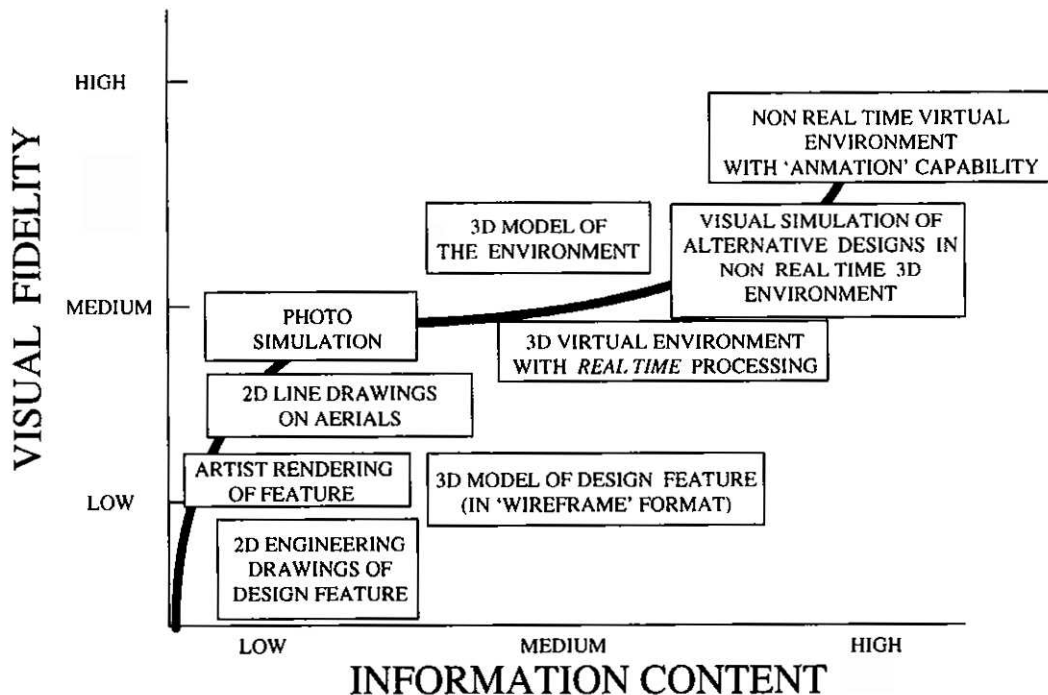 HIGH
NON REAL TIME VIRTUAL
ENVIRONMENT
WITH 'ANMATION' CAPABILITY
3D MODEL OF
THE ENVIRONMENT
VISUAL SIMULATION OF
ALTERNATIVE DESIGNS IN
NON REAL TIME 3D
ENVIRONMENT
VISUAL FIDELITY
MEDIUM
PHOTO
SIMULATION
3D VIRTUAL ENVIRONMENT
WITH REAL TIME PROCESSING
2D LINE DRAWINGS
ON AERIALS
ARTIST RENDERING
OF FEATURE
3D MODEL OF DESIGN FEATURE
(IN 'WIREFRAME' FORMAT)
LOW
2D ENGINEERING
DRAWINGS OF
DESIGN FEATURE
LOW
MEDIUM
HIGH
INFORMATION CONTENT